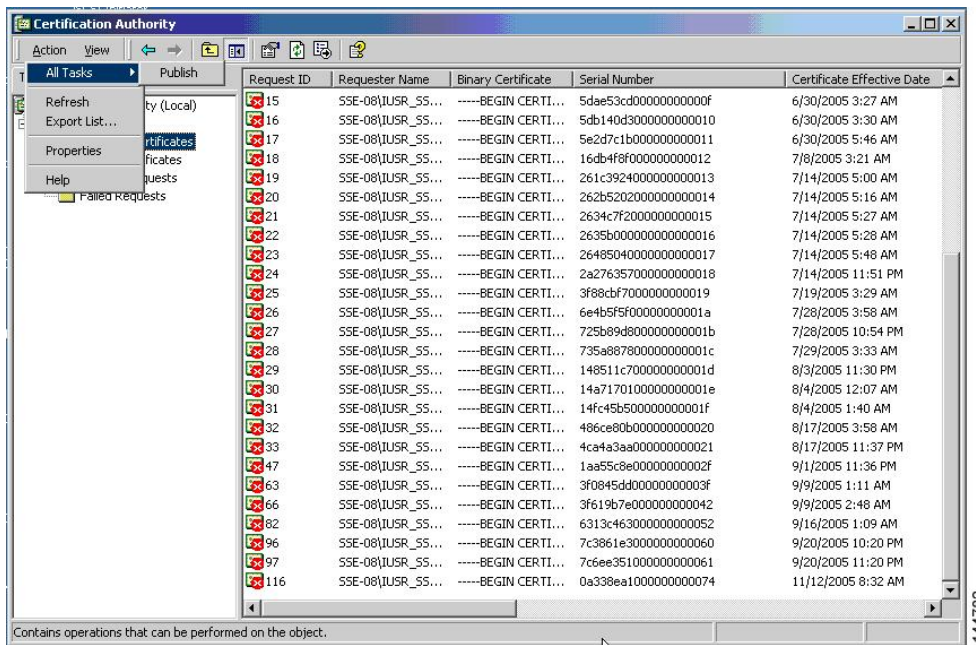 Certification Authority
Action View
All Tasks
Publish
Refresh
Export List...
Properties
Help
ty (Local)
rtificates
ficates
quests
Failed Requests
Request ID Requester Name Binary Certificate Serial Number Certificate Effective Date
15 SSE-08\IUSR_SS... -----BEGIN CERTI... 5dae53cd00000000000f 6/30/2005 3:27 AM
16 SSE-08\IUSR_SS... -----BEGIN CERTI... 5db140d3000000000010 6/30/2005 3:30 AM
17 SSE-08\IUSR_SS... -----BEGIN CERTI... 5e2d7c1b000000000011 6/30/2005 5:46 AM
18 SSE-08\IUSR_SS... -----BEGIN CERTI... 16db4f8f000000000012 7/8/2005 3:21 AM
19 SSE-08\IUSR_SS... -----BEGIN CERTI... 261c3924000000000013 7/14/2005 5:00 AM
20 SSE-08\IUSR_SS... -----BEGIN CERTI... 262b5202000000000014 7/14/2005 5:16 AM
21 SSE-08\IUSR_SS... -----BEGIN CERTI... 2634c7f2000000000015 7/14/2005 5:27 AM
22 SSE-08\IUSR_SS... -----BEGIN CERTI... 2635b000000000000016 7/14/2005 5:28 AM
23 SSE-08\IUSR_SS... -----BEGIN CERTI... 26485040000000000017 7/14/2005 5:48 AM
24 SSE-08\IUSR_SS... -----BEGIN CERTI... 2a276357000000000018 7/14/2005 11:51 PM
25 SSE-08\IUSR_SS... -----BEGIN CERTI... 3f88cbf7000000000019 7/19/2005 3:29 AM
26 SSE-08\IUSR_SS... -----BEGIN CERTI... 6e4b5f5f00000000001a 7/28/2005 3:58 AM
27 SSE-08\IUSR_SS... -----BEGIN CERTI... 725b89d800000000001b 7/28/2005 10:54 PM
28 SSE-08\IUSR_SS... -----BEGIN CERTI... 735a887800000000001c 7/29/2005 3:33 AM
29 SSE-08\IUSR_SS... -----BEGIN CERTI... 148511c700000000001d 8/3/2005 11:30 PM
30 SSE-08\IUSR_SS... -----BEGIN CERTI... 14a7170100000000001e 8/4/2005 12:07 AM
31 SSE-08\IUSR_SS... -----BEGIN CERTI... 14fc45b500000000001f 8/4/2005 1:40 AM
32 SSE-08\IUSR_SS... -----BEGIN CERTI... 486ce80b000000000020 8/17/2005 3:58 AM
33 SSE-08\IUSR_SS... -----BEGIN CERTI... 4ca4a3aa000000000021 8/17/2005 11:37 PM
47 SSE-08\IUSR_SS... -----BEGIN CERTI... 1aa55c8e00000000002f 9/1/2005 11:36 PM
63 SSE-08\IUSR_SS... -----BEGIN CERTI... 3f0845dd00000000003f 9/9/2005 1:11 AM
66 SSE-08\IUSR_SS... -----BEGIN CERTI... 3f619b7e000000000042 9/9/2005 2:48 AM
82 SSE-08\IUSR_SS... -----BEGIN CERTI... 6313c463000000000052 9/16/2005 1:09 AM
96 SSE-08\IUSR_SS... -----BEGIN CERTI... 7c3861e3000000000060 9/20/2005 10:20 PM
97 SSE-08\IUSR_SS... -----BEGIN CERTI... 7c6ee351000000000061 9/20/2005 11:20 PM
116 SSE-08\IUSR_SS... -----BEGIN CERTI... 0a338ea1000000000074 11/12/2005 8:32 AM
Contains operations that can be performed on the object.